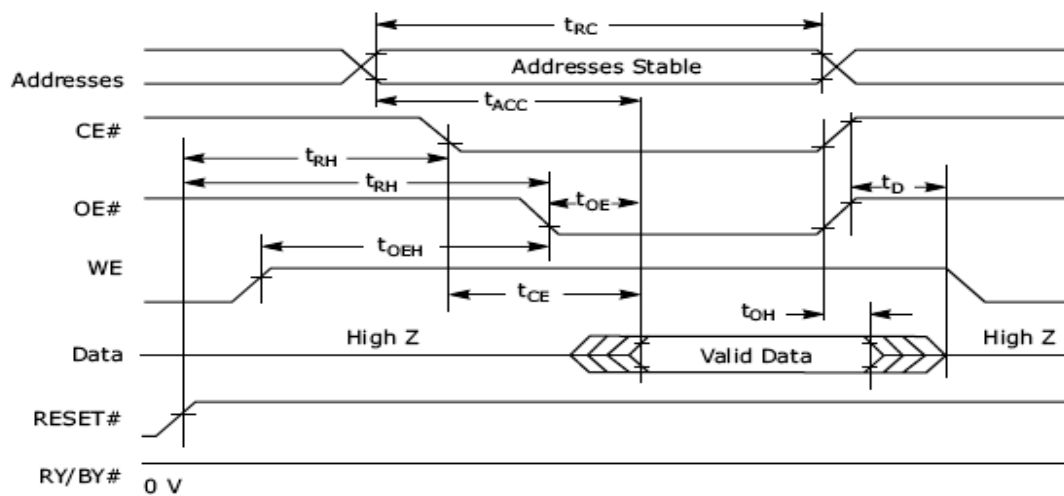 tRC
Addresses Addresses Stable
tACC
CE#
tRH
tRH
OE# tOE tD
tOEH
WE
tCE
tOH
High Z High Z
Data Valid Data
RESET#
RY/BY#
0 V